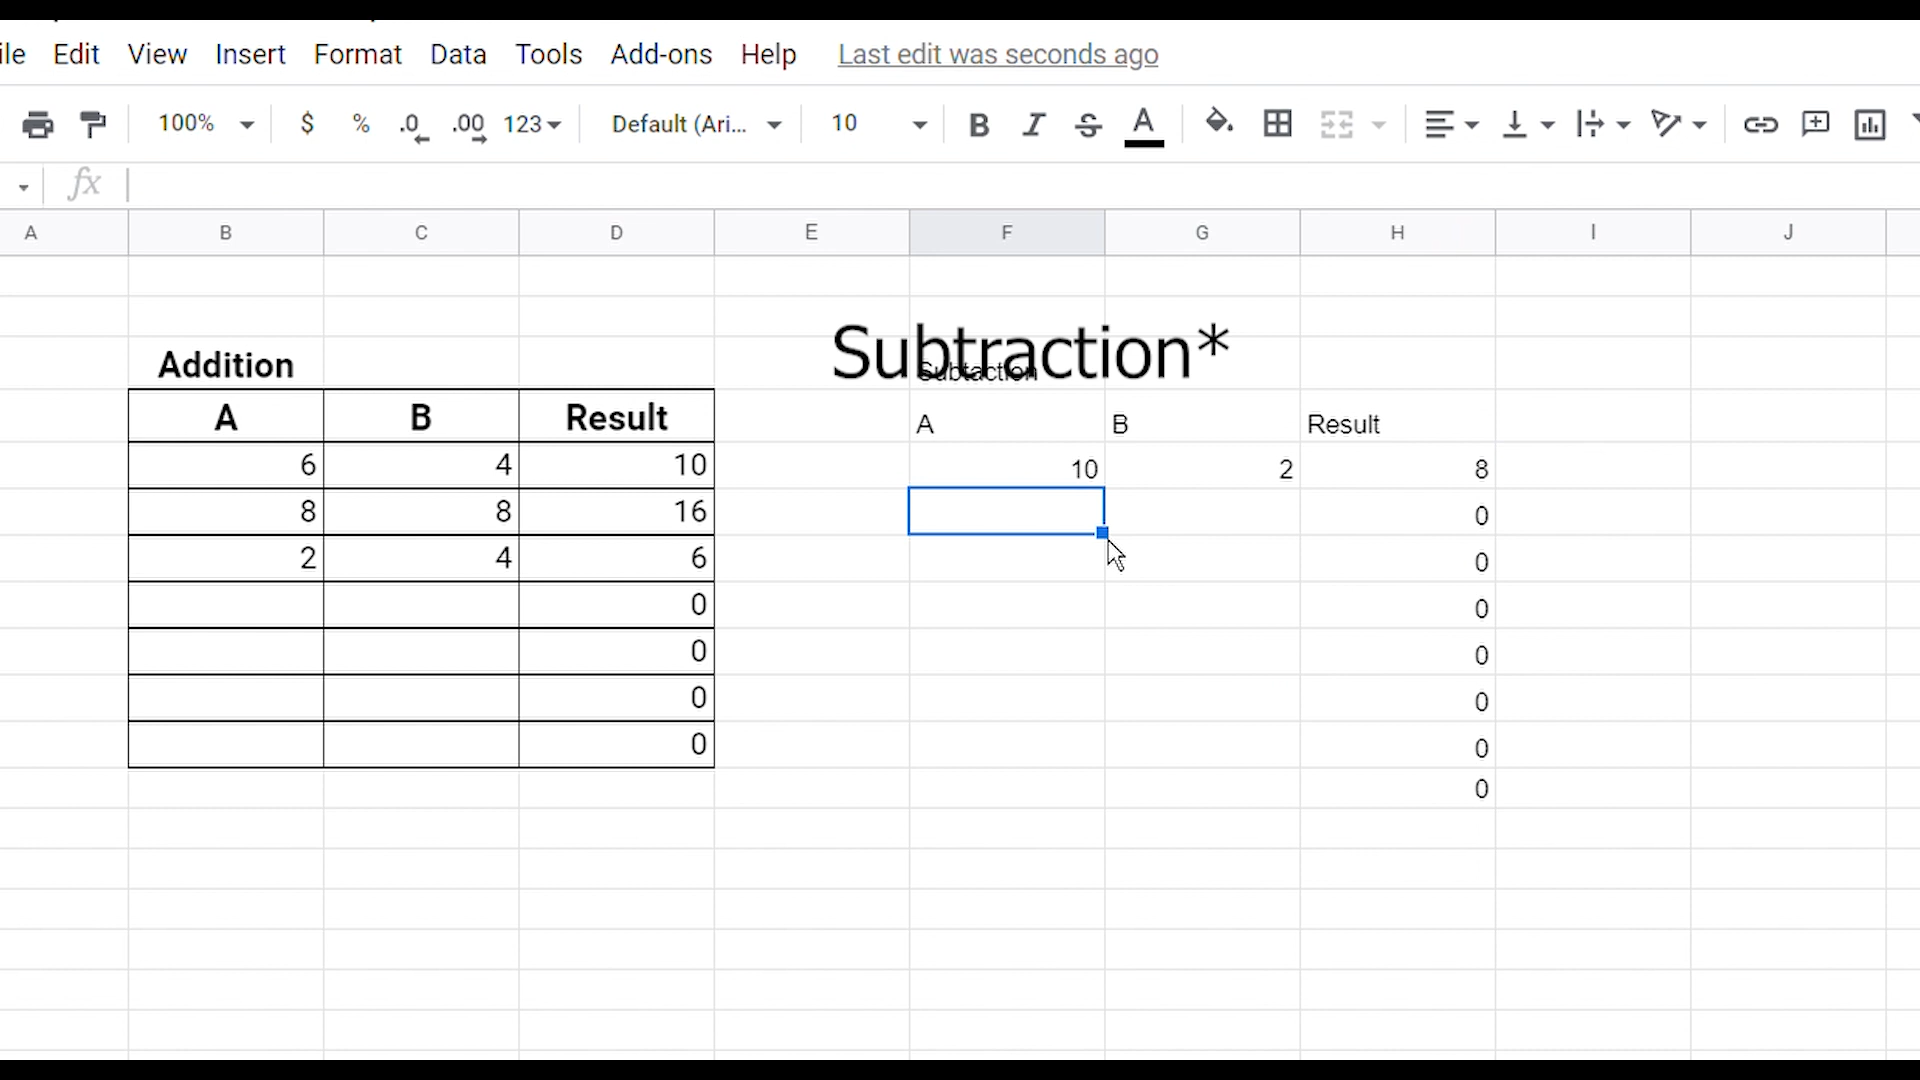 ile Edit View Insert Format Data Tools Add-ons Help Last edit was seconds ago
100% $ % .0 .00 123 Default (Ari... 10 B I S A
fx
A B C D E F G H I J
Subtraction*
Addition Subtaction
A B Result A B Result
6 4 10 10 2 8
8 8 16 0
2 4 6 0
0 0
0 0
0 0
0 0
0